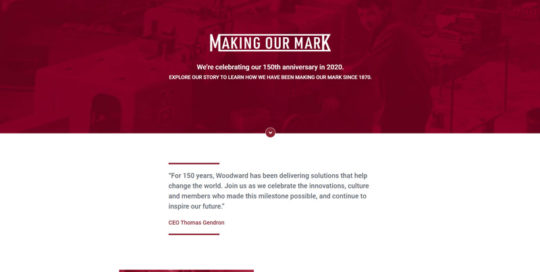 MAKING OUR MARK
We're celebrating our 150th anniversary in 2020.
EXPLORE OUR STORY TO LEARN HOW WE HAVE BEEN MAKING OUR MARK SINCE 1870.
“For 150 years, Woodward has been delivering solutions that help
change the world. Join us as we celebrate the innovations, culture
and members who made this milestone possible, and continue to
inspire our future.”
CEO Thomas Gendron